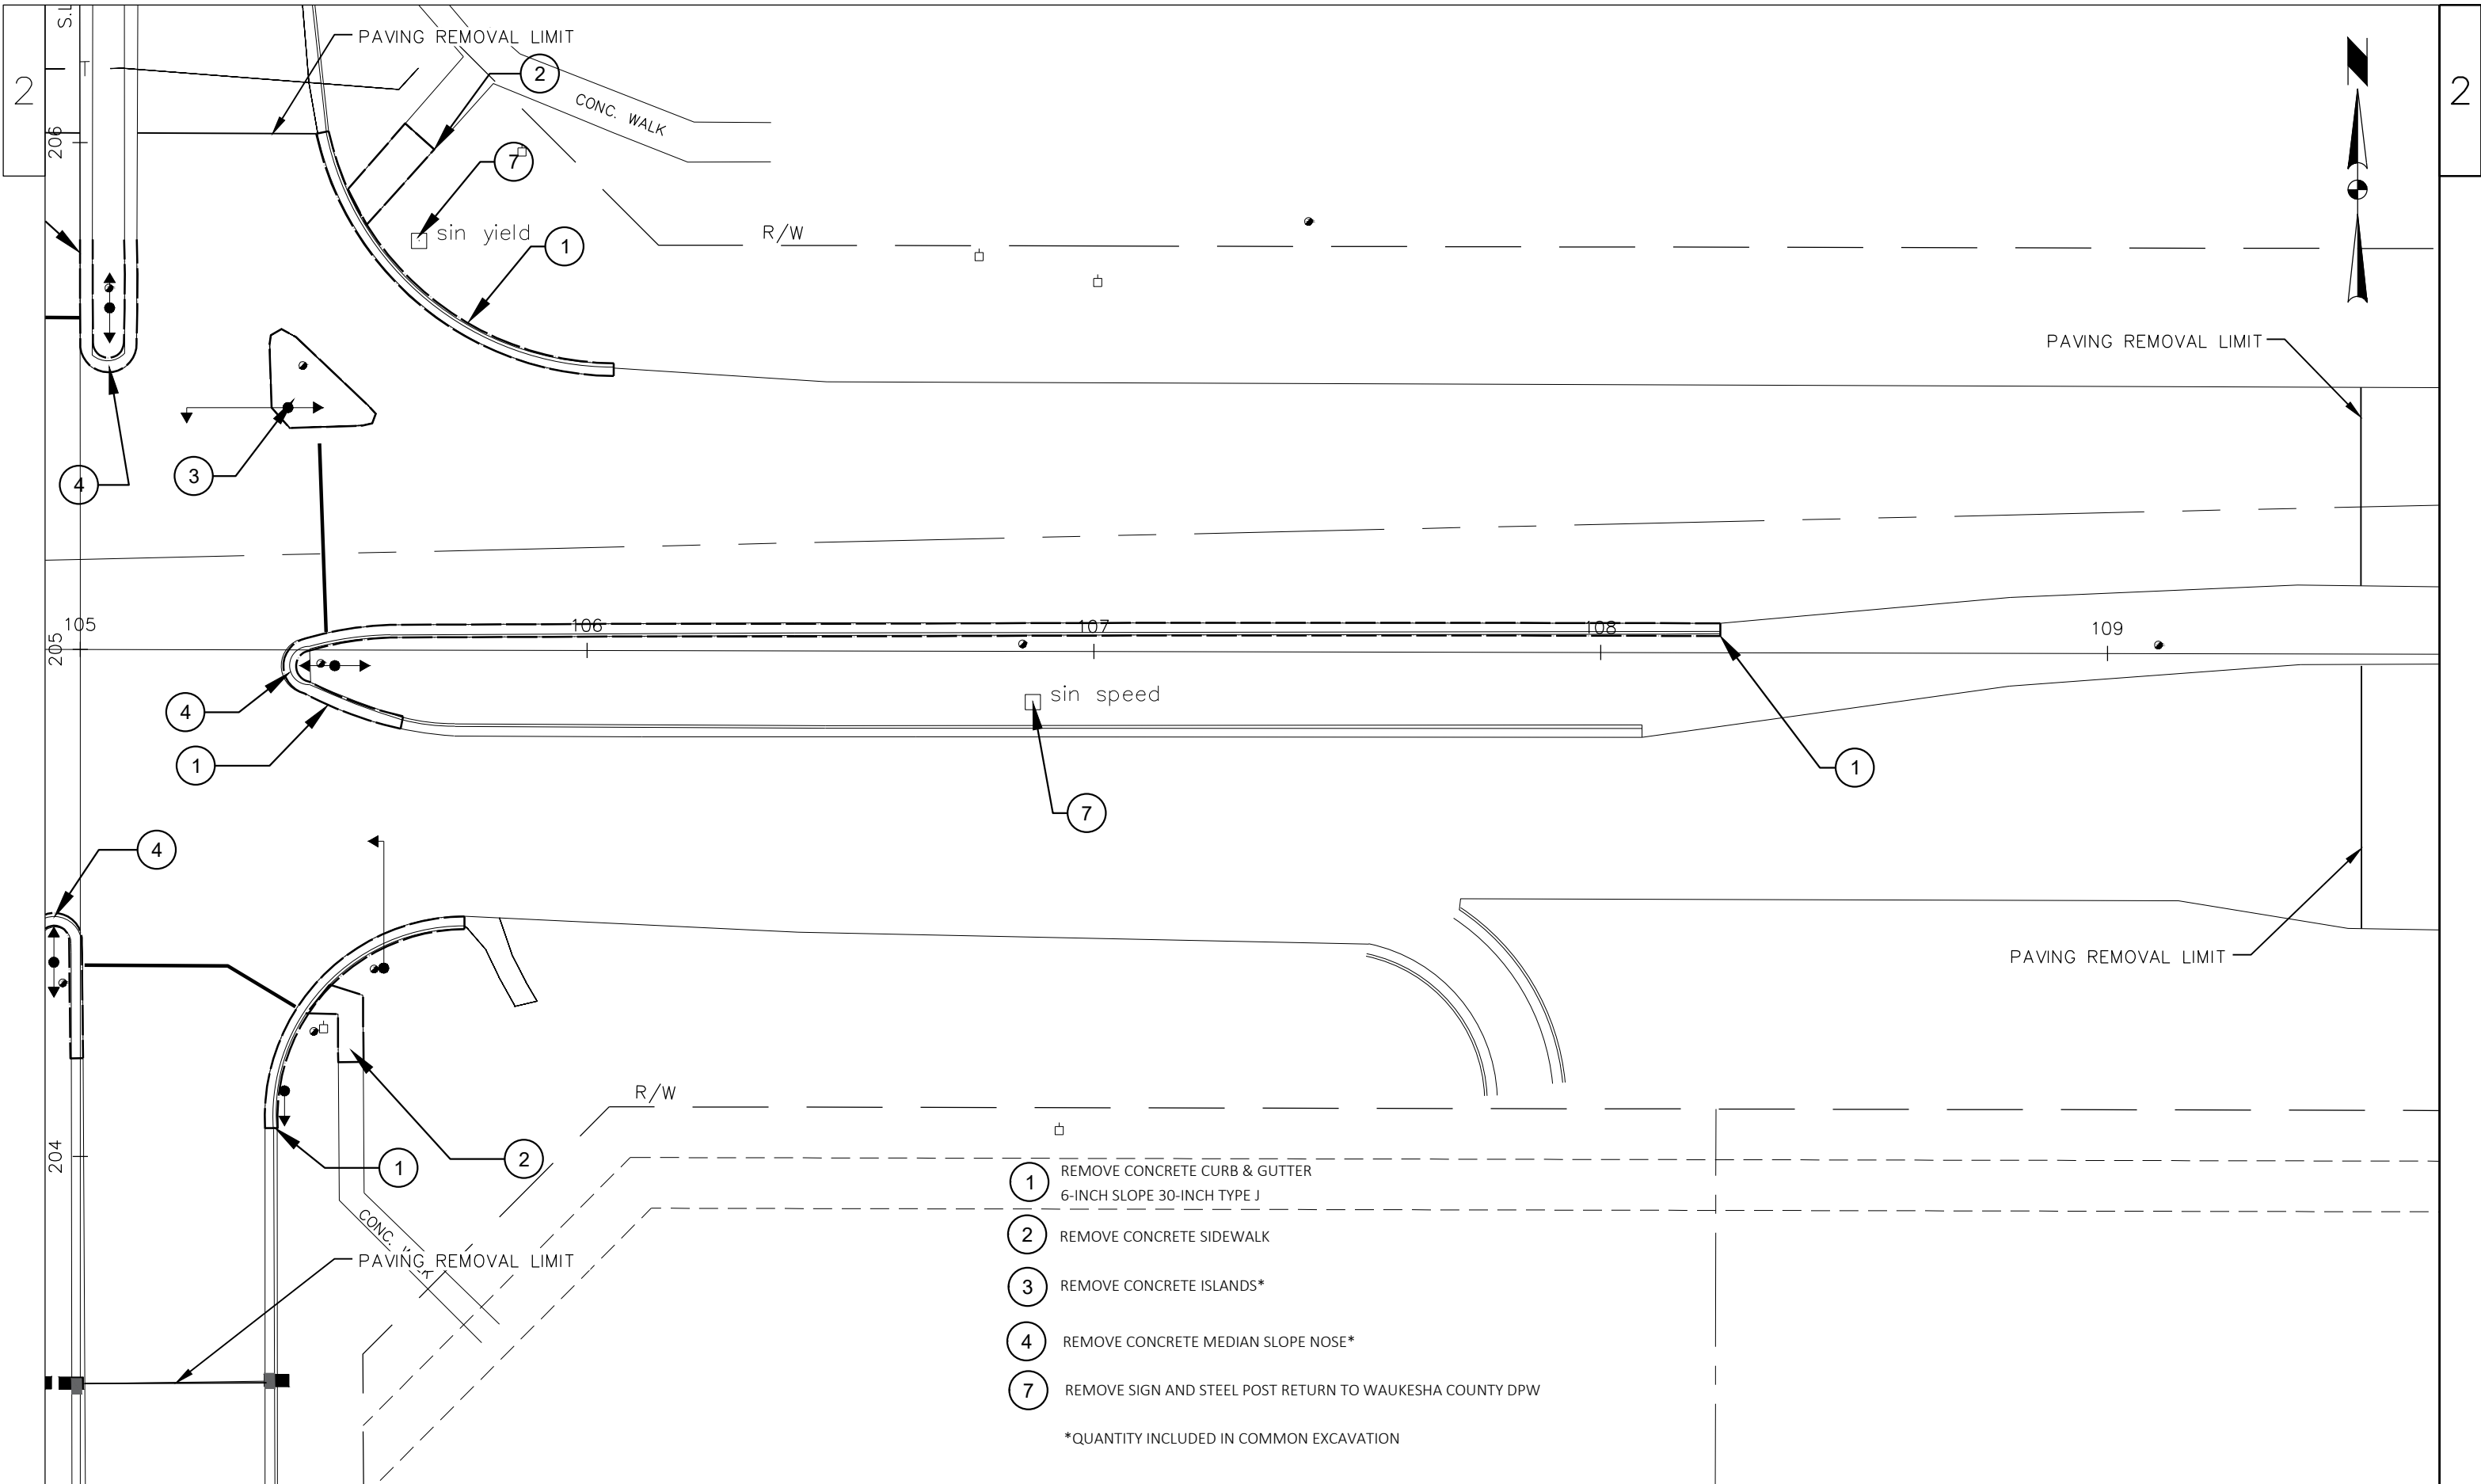 S.L
PAVING REMOVAL LIMIT
2
2
2
CONC. WALK
206
7
sin yield
1
R/W
N
PAVING REMOVAL LIMIT
4
3
105
106
107
108
109
205
sin speed
4
1
1
7
4
PAVING REMOVAL LIMIT
R/W
204
1
2
CONC.
PAVING REMOVAL LIMIT
1 REMOVE CONCRETE CURB & GUTTER
6-INCH SLOPE 30-INCH TYPE J
2 REMOVE CONCRETE SIDEWALK
3 REMOVE CONCRETE ISLANDS*
4 REMOVE CONCRETE MEDIAN SLOPE NOSE*
7 REMOVE SIGN AND STEEL POST RETURN TO WAUKESHA COUNTY DPW
*QUANTITY INCLUDED IN COMMON EXCAVATION